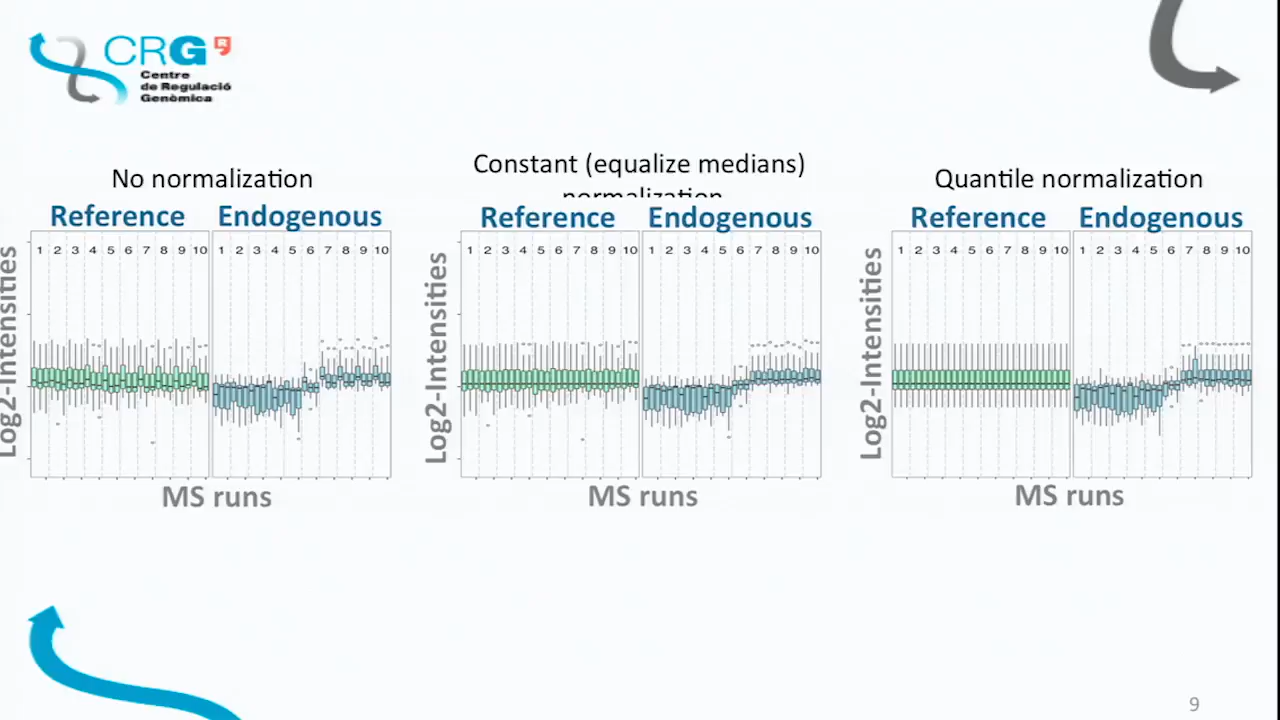 CRG
Centre
de Regulació
Genòmica
No normalization
Reference Endogenous
1 2 3 4 5 6 7 8 9 10 1 2 3 4 5 6 7 8 9 10
Log2-Intensities
MS runs
Constant (equalize medians)
normalization
Reference Endogenous
1 2 3 4 5 6 7 8 9 10 1 2 3 4 5 6 7 8 9 10
Log2-Intensities
MS runs
Quantile normalization
Reference Endogenous
1 2 3 4 5 6 7 8 9 10 1 2 3 4 5 6 7 8 9 10
Log2-Intensities
MS runs
9